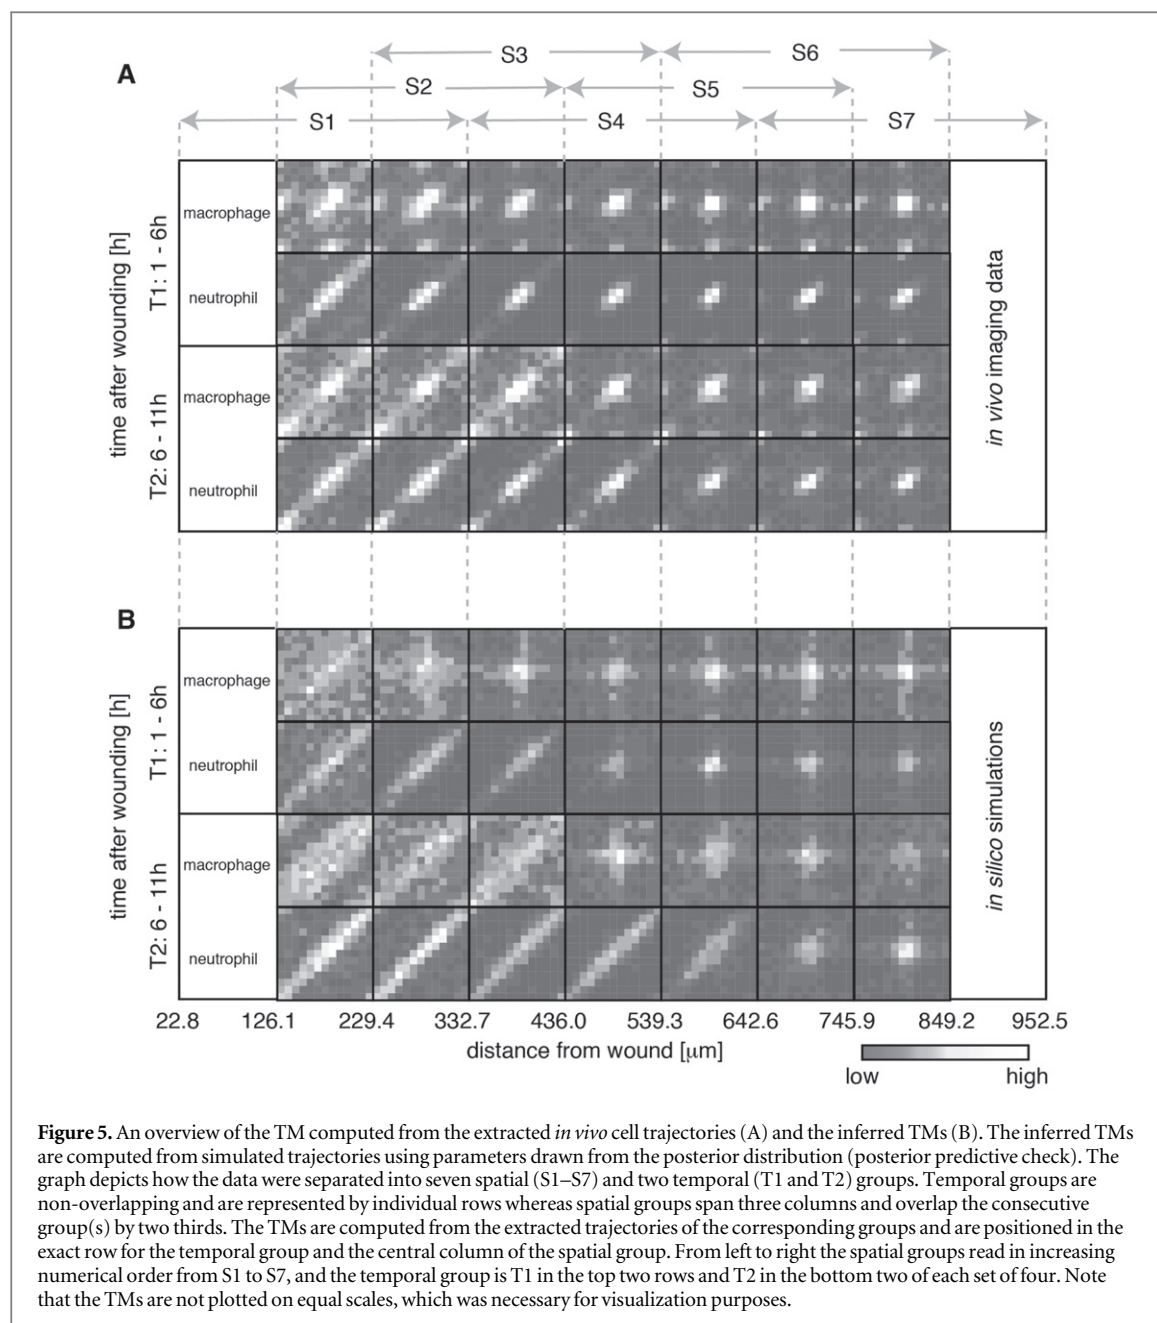 A
S3
S6
S2
S5
S1
S4
S7
time after wounding [h]
T1: 1 - 6h
T2: 6 - 11h
macrophage
neutrophil
macrophage
neutrophil
in vivo imaging data
B
time after wounding [h]
T1: 1 - 6h
T2: 6 - 11h
macrophage
neutrophil
macrophage
neutrophil
in silico simulations
22.8 126.1 229.4 332.7 436.0 539.3 642.6 745.9 849.2 952.5
distance from wound [μm]
low high
Figure 5. An overview of the TM computed from the extracted in vivo cell trajectories (A) and the inferred TMs (B). The inferred TMs
are computed from simulated trajectories using parameters drawn from the posterior distribution (posterior predictive check). The
graph depicts how the data were separated into seven spatial (S1–S7) and two temporal (T1 and T2) groups. Temporal groups are
non-overlapping and are represented by individual rows whereas spatial groups span three columns and overlap the consecutive
group(s) by two thirds. The TMs are computed from the extracted trajectories of the corresponding groups and are positioned in the
exact row for the temporal group and the central column of the spatial group. From left to right the spatial groups read in increasing
numerical order from S1 to S7, and the temporal group is T1 in the top two rows and T2 in the bottom two of each set of four. Note
that the TMs are not plotted on equal scales, which was necessary for visualization purposes.